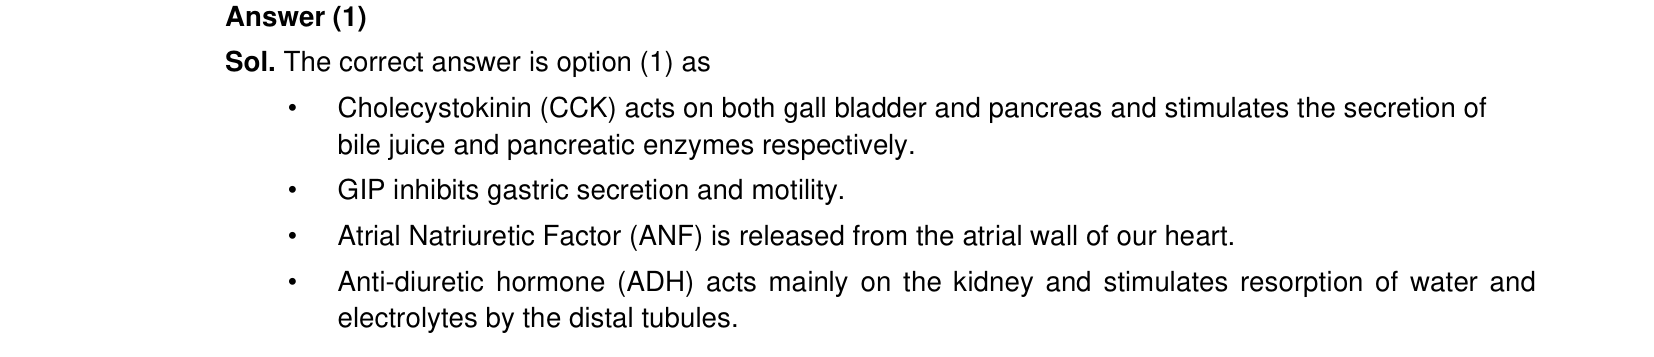 Answer (1)
Sol. The correct answer is option (1) as
• Cholecystokinin (CCK) acts on both gall bladder and pancreas and stimulates the secretion of
bile juice and pancreatic enzymes respectively.
• GIP inhibits gastric secretion and motility.
• Atrial Natriuretic Factor (ANF) is released from the atrial wall of our heart.
• Anti-diuretic hormone (ADH) acts mainly on the kidney and stimulates resorption of water and
electrolytes by the distal tubules.